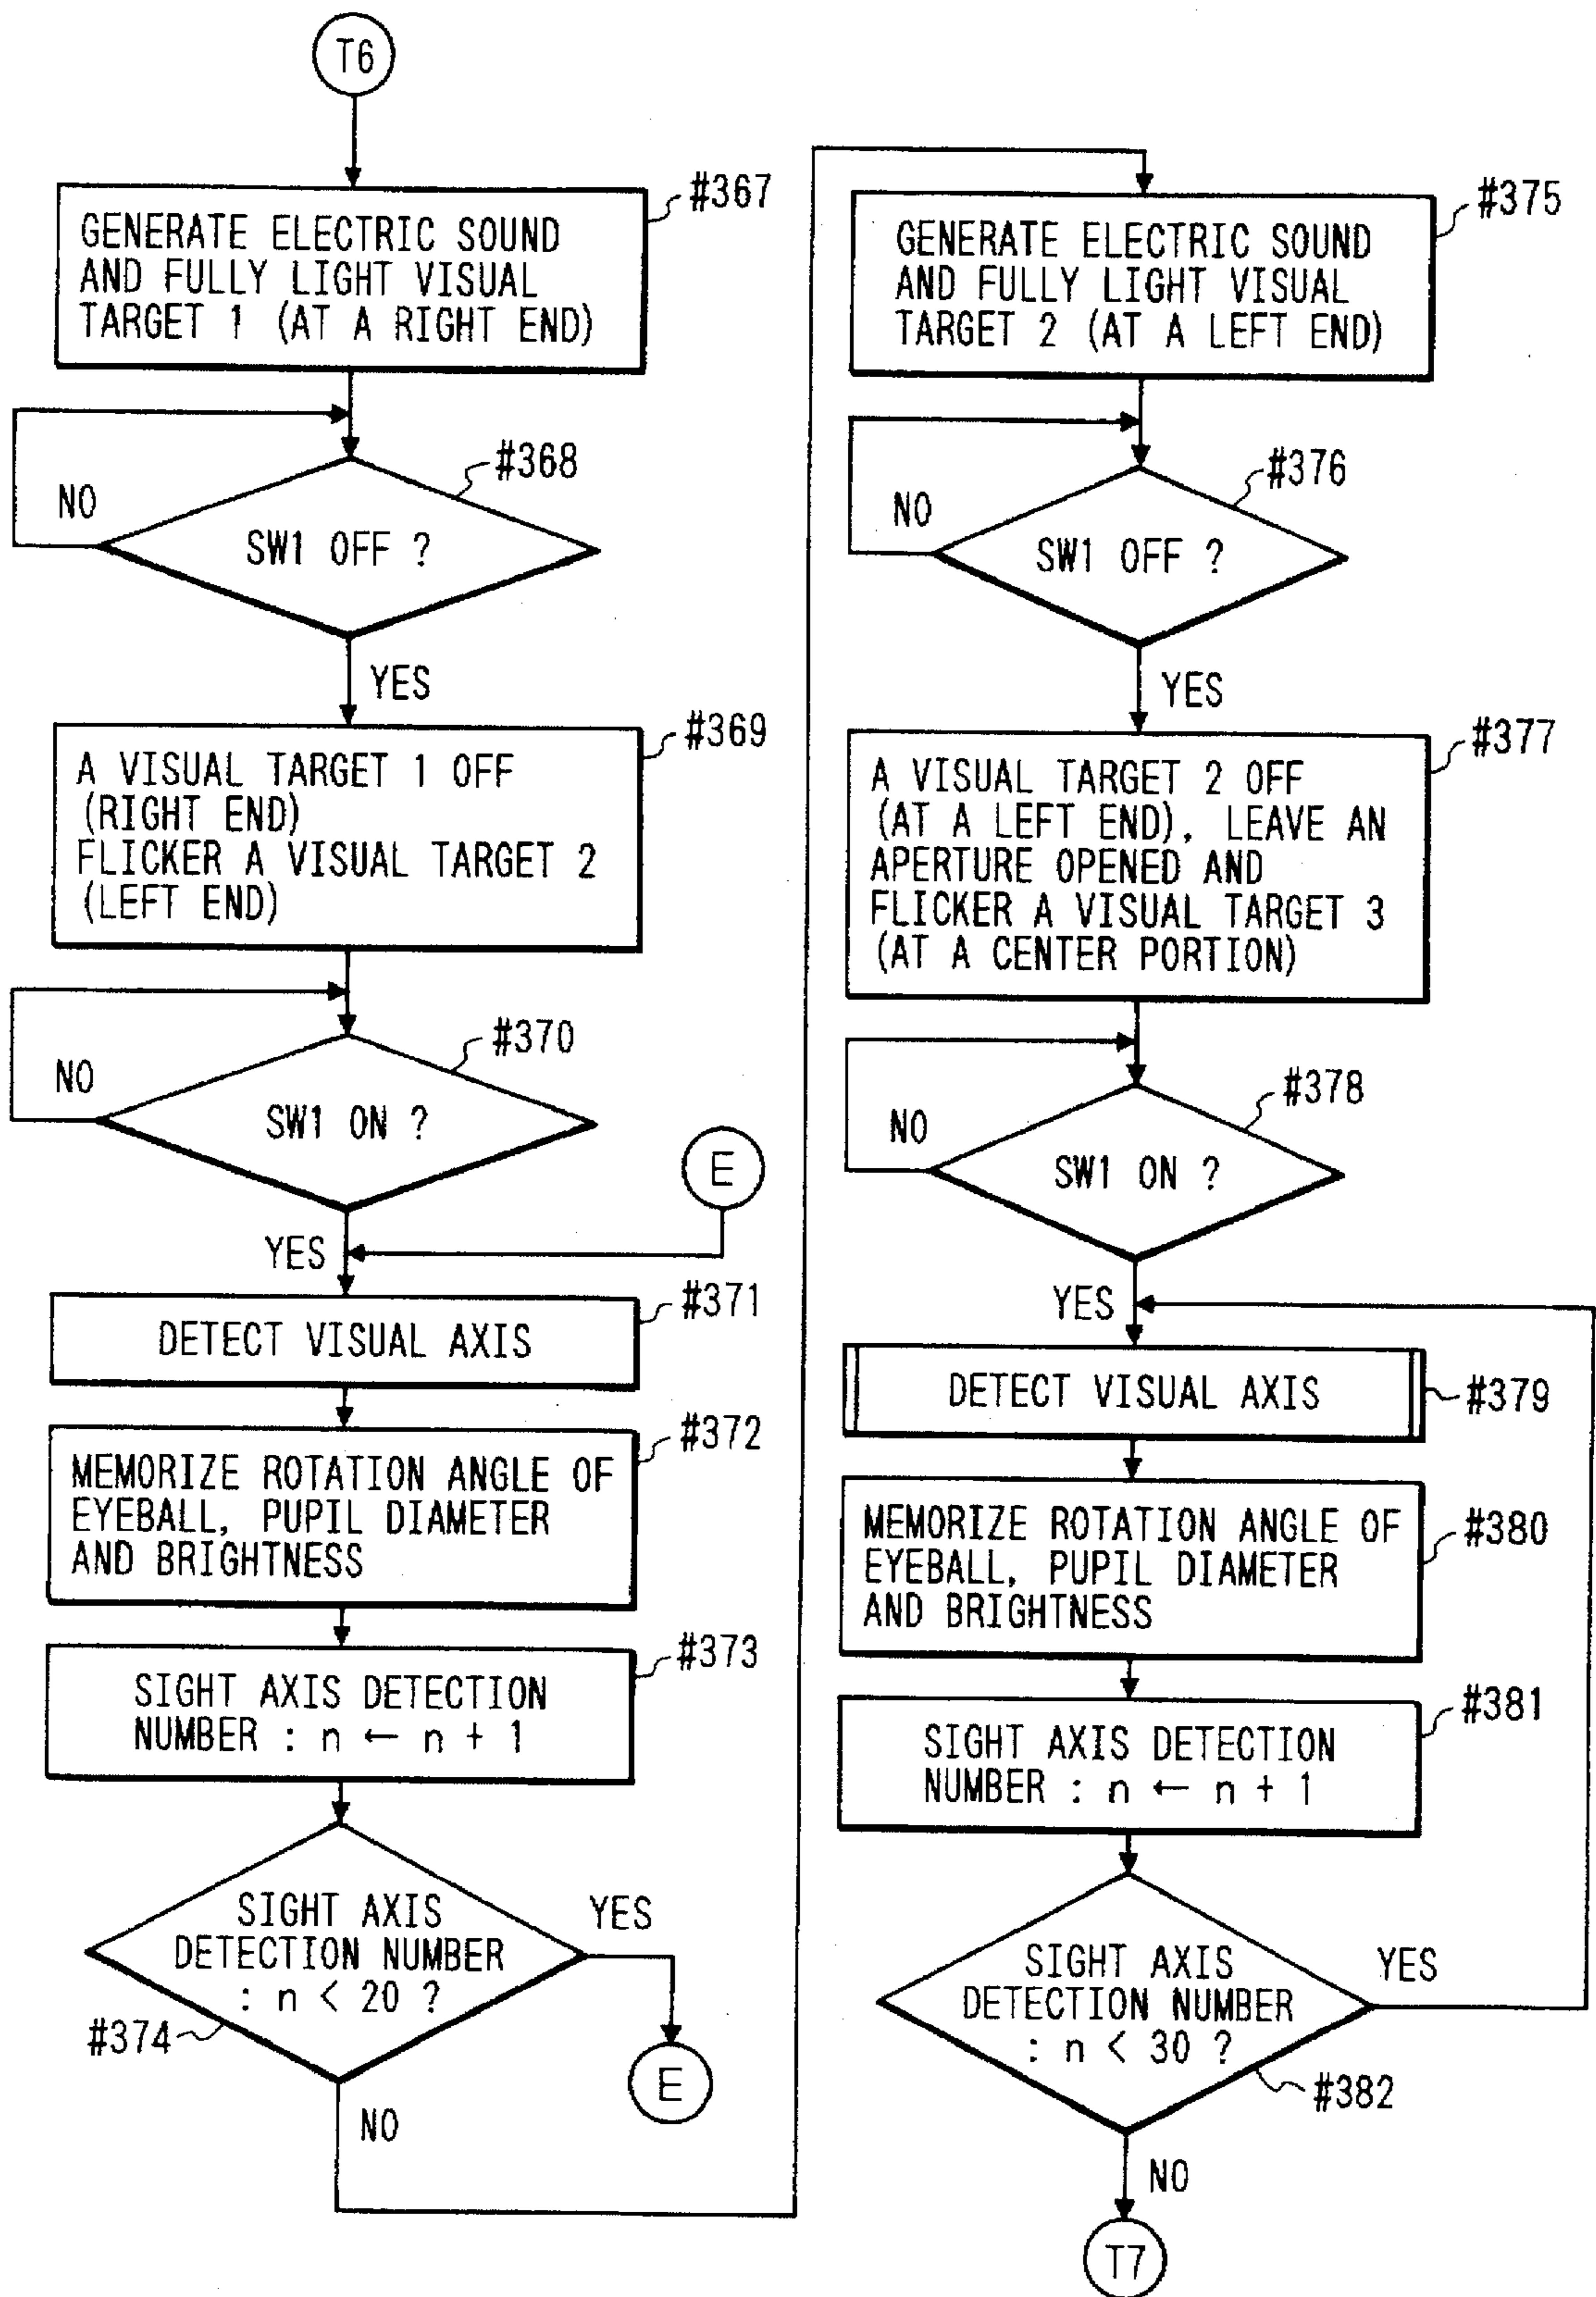 T6
#367
GENERATE ELECTRIC SOUND
AND FULLY LIGHT VISUAL
TARGET 1 (AT A RIGHT END)
#368
NO
SW1 OFF ?
YES
#369
A VISUAL TARGET 1 OFF
(RIGHT END)
FLICKER A VISUAL TARGET 2
(LEFT END)
#370
NO
SW1 ON ?
E
YES
#371
DETECT VISUAL AXIS
#372
MEMORIZE ROTATION ANGLE OF
EYEBALL, PUPIL DIAMETER
AND BRIGHTNESS
#373
SIGHT AXIS DETECTION
NUMBER : n ← n + 1
SIGHT AXIS
DETECTION NUMBER
: n < 20 ?
YES
#374
E
NO
#375
GENERATE ELECTRIC SOUND
AND FULLY LIGHT VISUAL
TARGET 2 (AT A LEFT END)
#376
NO
SW1 OFF ?
YES
#377
A VISUAL TARGET 2 OFF
(AT A LEFT END), LEAVE AN
APERTURE OPENED AND
FLICKER A VISUAL TARGET 3
(AT A CENTER PORTION)
#378
NO
SW1 ON ?
YES
DETECT VISUAL AXIS
#379
MEMORIZE ROTATION ANGLE OF
EYEBALL, PUPIL DIAMETER
AND BRIGHTNESS
#380
#381
SIGHT AXIS DETECTION
NUMBER : n ← n + 1
SIGHT AXIS
DETECTION NUMBER
: n < 30 ?
YES
#382
NO
T7